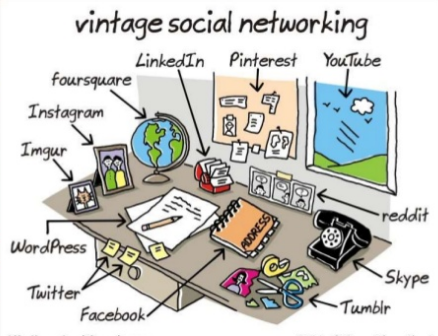 vintage social networking
LinkedIn
Pinterest
YouTube
foursquare
Instagram
Imgur
reddit
ADDRESS
WordPress
Skype
Twitter
Tumblr
Facebook